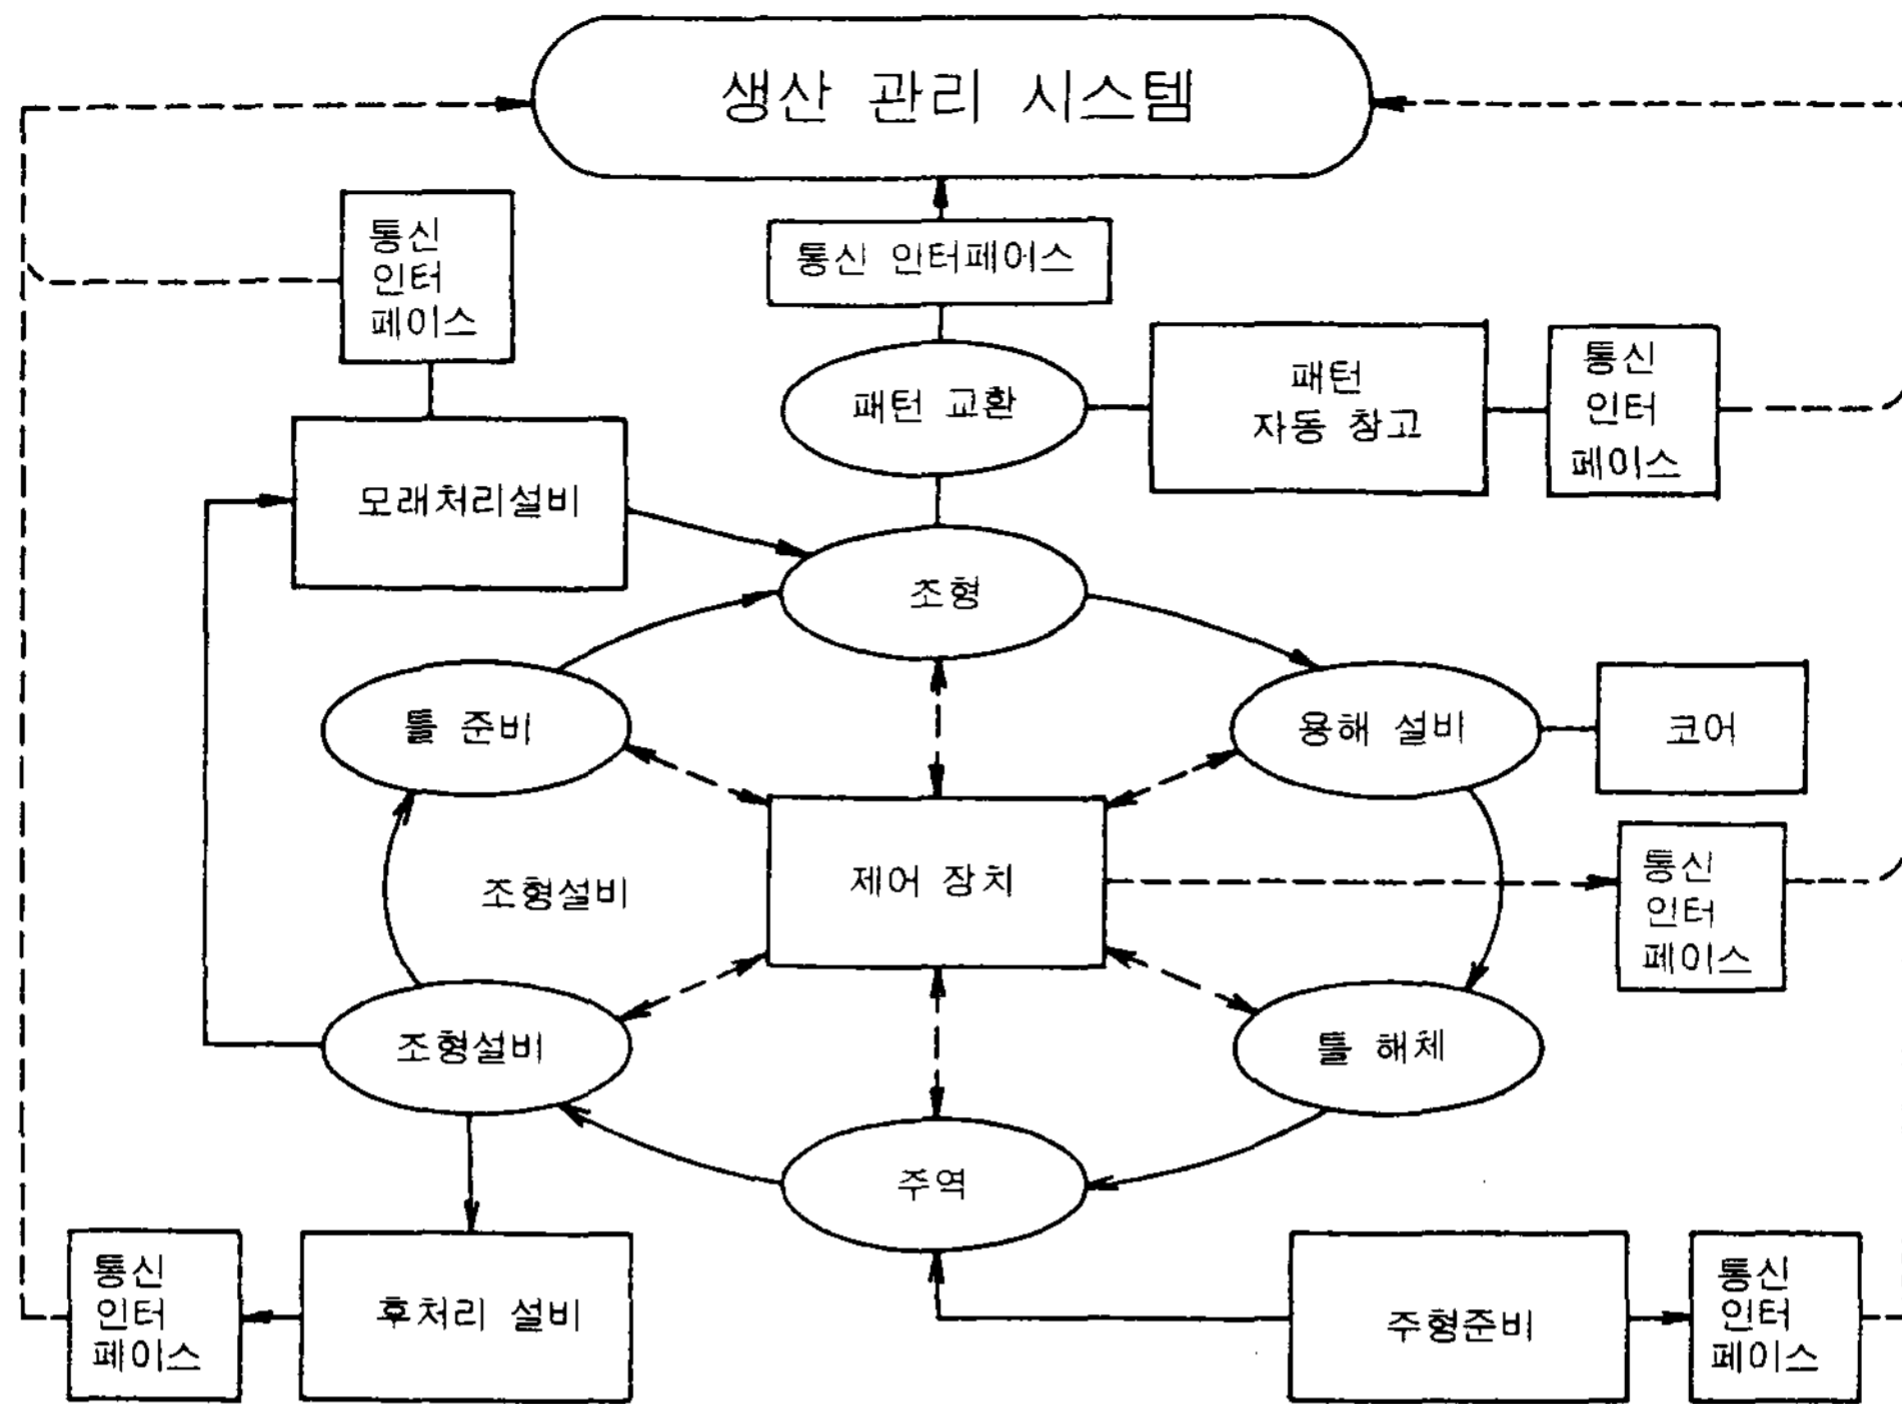 생산 관리 시스템
통신
인터
페이스
통신 인터페이스
패턴 교환
패턴
자동 창고
통신
인터
페이스
모래처리설비
조형
틀 준비
용해 설비
코어
조형설비
제어 장치
통신
인터
페이스
조형설비
틀 해체
주역
통신
인터
페이스
후처리 설비
주형준비
통신
인터
페이스